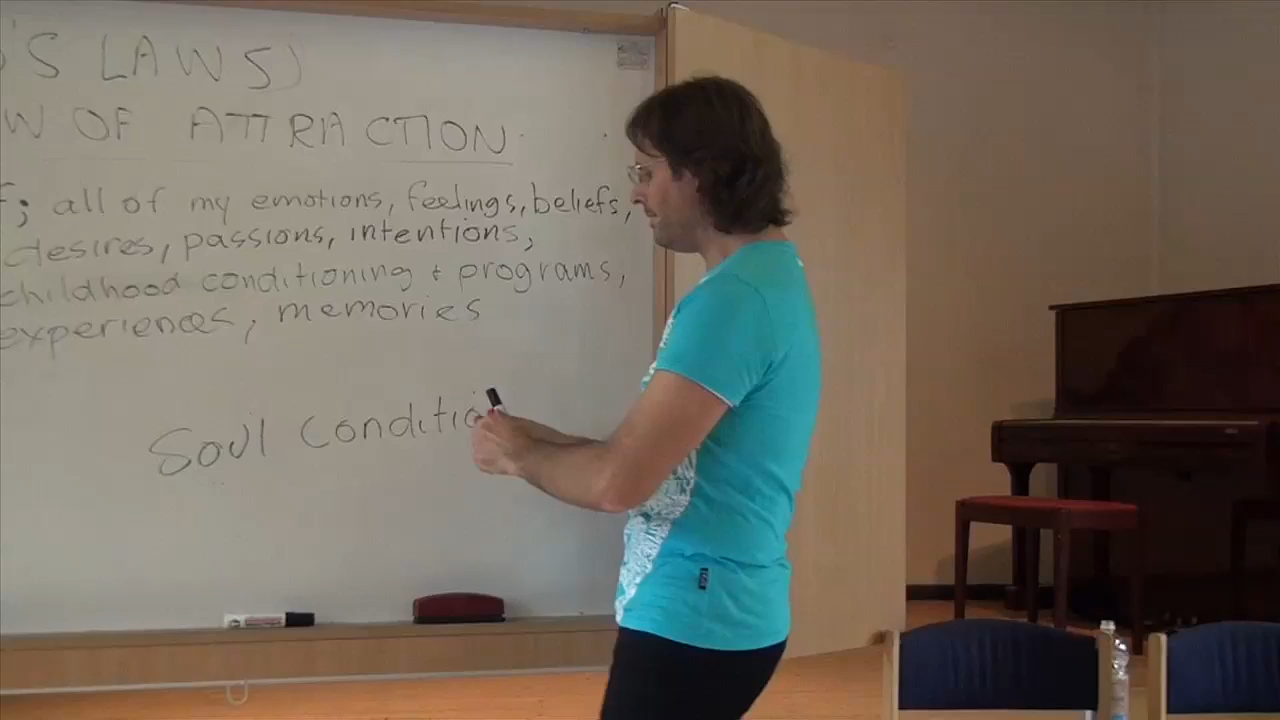 'S LAWS)
W OF ATTRACTION
; all of my emotions, feelings, beliefs,
desires, passions, intentions,
childhood conditioning + programs,
experiences, memories
Soul Conditio